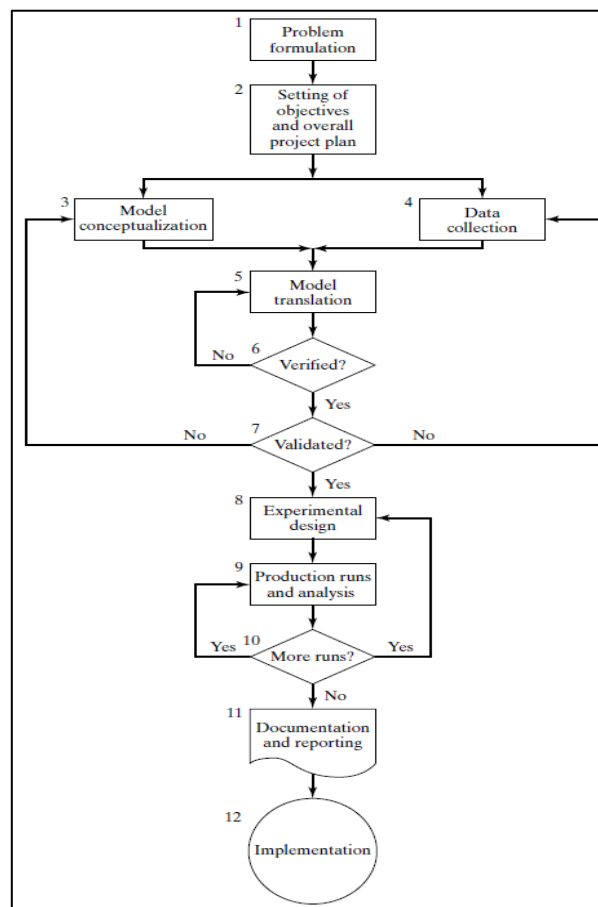 1
Problem
formulation
2
Setting of
objectives
and overall
project plan
3
Model
conceptualization
4
Data
collection
5
Model
translation
6
Verified?
No
Yes
7
Validated?
No
No
Yes
8
Experimental
design
9
Production runs
and analysis
10
More runs?
Yes
Yes
No
11
Documentation
and reporting
12
Implementation